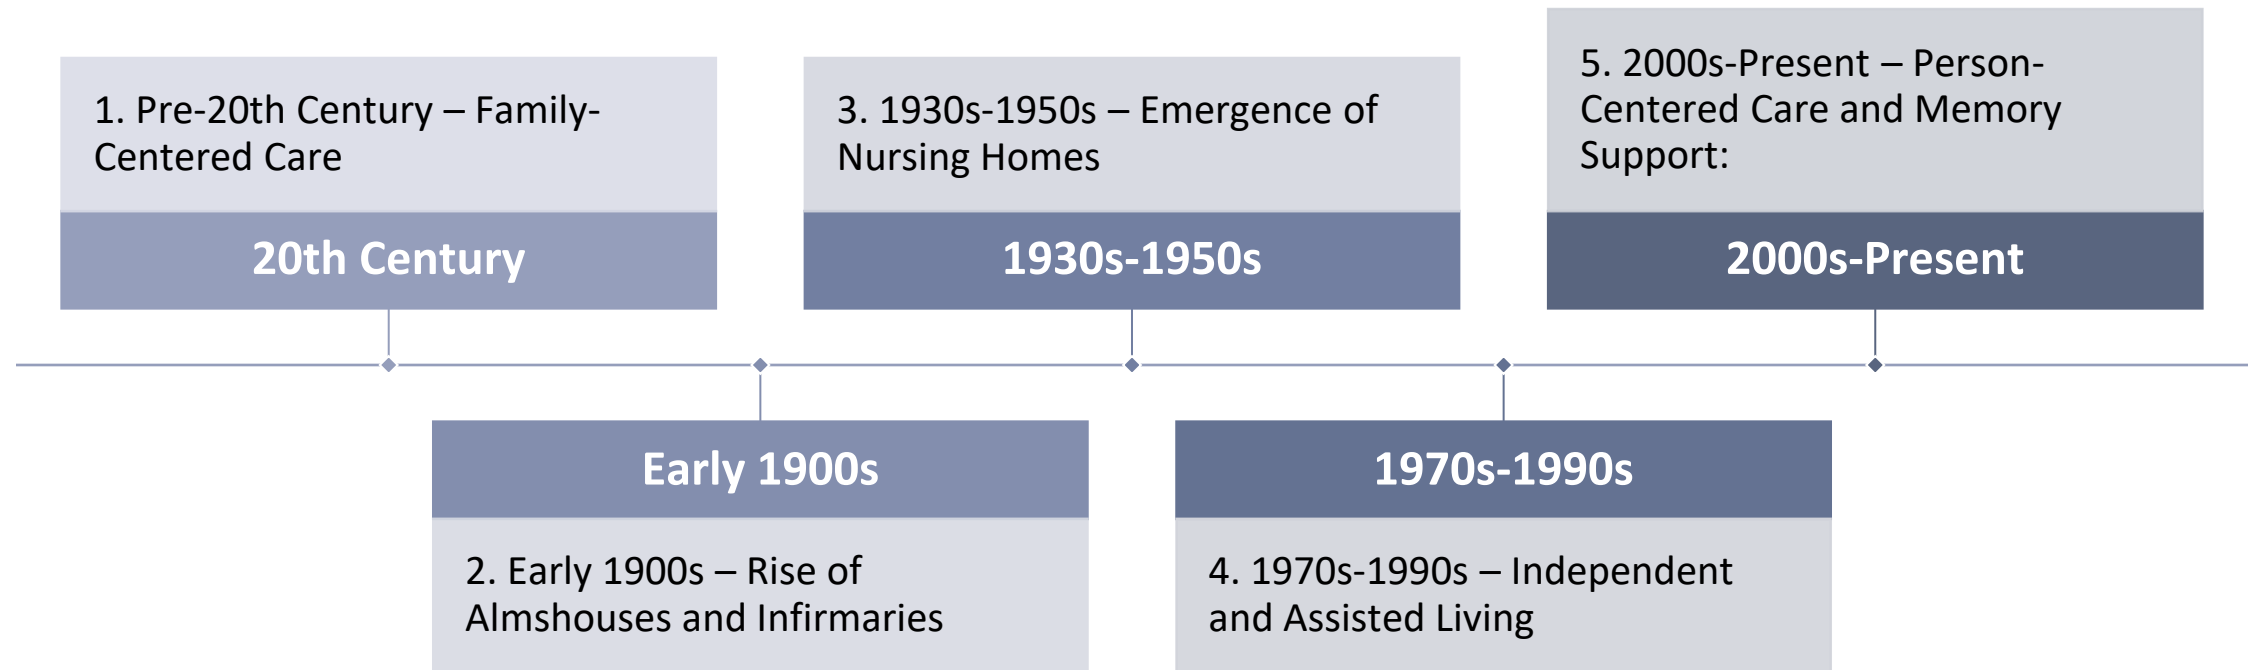 1. Pre-20th Century – Family-
Centered Care
20th Century
Early 1900s
2. Early 1900s – Rise of
Almshouses and Infirmaries
3. 1930s-1950s – Emergence of
Nursing Homes
1930s-1950s
1970s-1990s
4. 1970s-1990s – Independent
and Assisted Living
5. 2000s-Present – Person-
Centered Care and Memory
Support:
2000s-Present